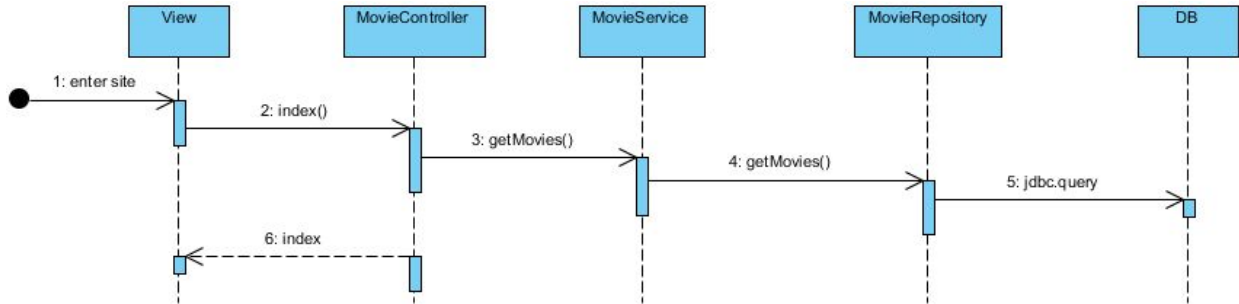 View
MovieController
MovieService
MovieRepository
DB
1: enter site
2: index()
3: getMovies()
4: getMovies()
5: jdbc.query
6: index